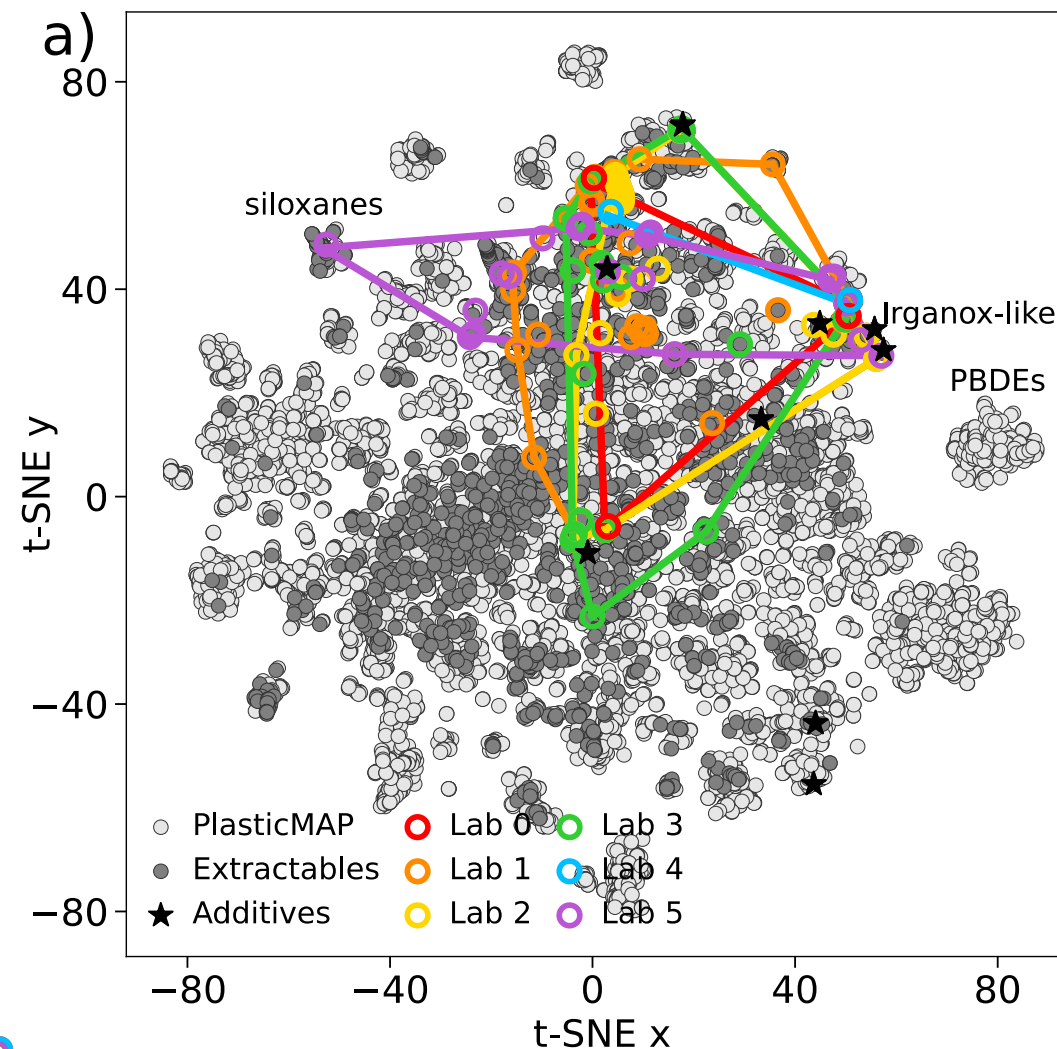 a)
80
40
0
−40
−80
t-SNE y
siloxanes
Irganox-like
PBDEs
PlasticMAP
Extractables
Additives
Lab 0
Lab 1
Lab 2
Lab 3
Lab 4
Lab 5
−80
−40
0
40
80
t-SNE x